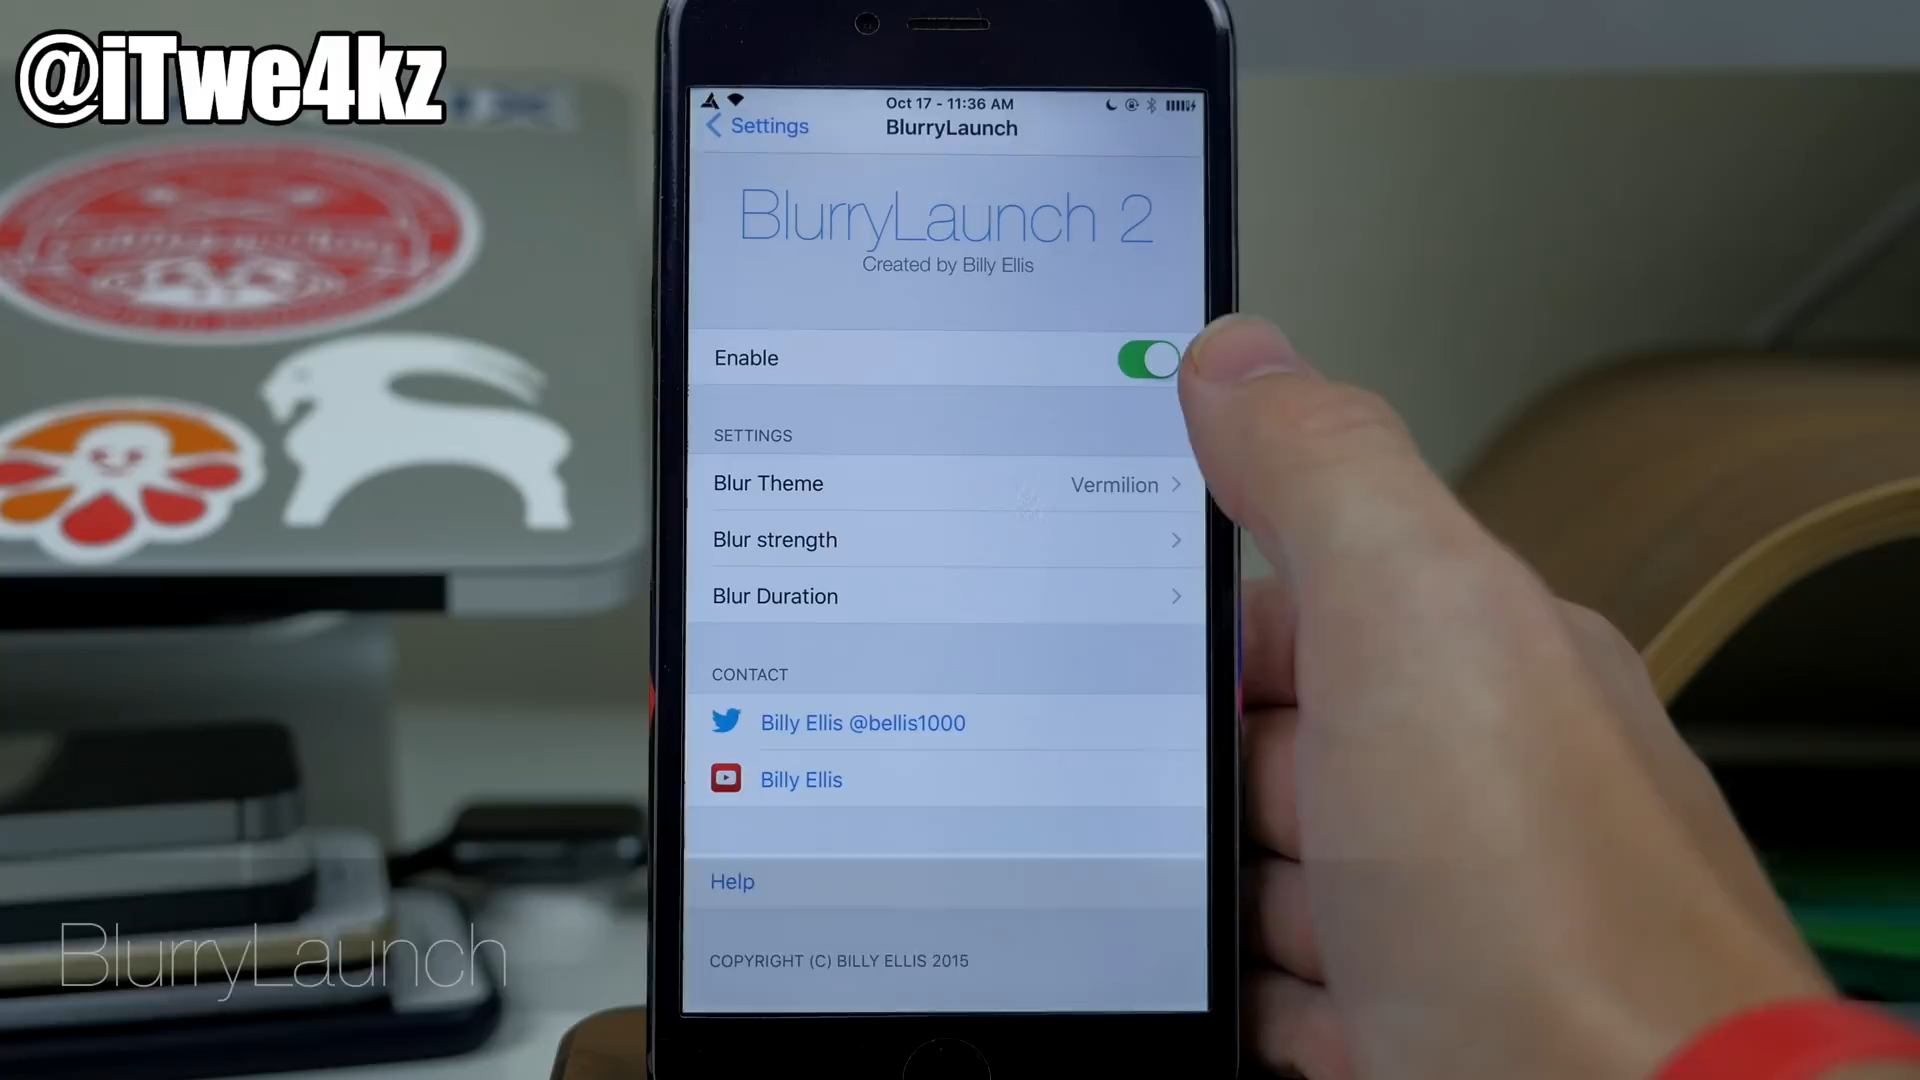 @iTwe4kz
Oct 17 - 11:36 AM
Settings
BlurryLaunch
BlurryLaunch 2
Created by Billy Ellis
Enable
SETTINGS
Blur Theme
Vermilion
Blur strength
Blur Duration
CONTACT
Billy Ellis @bellis1000
Billy Ellis
Help
COPYRIGHT (C) BILLY ELLIS 2015
BlurryLaunch